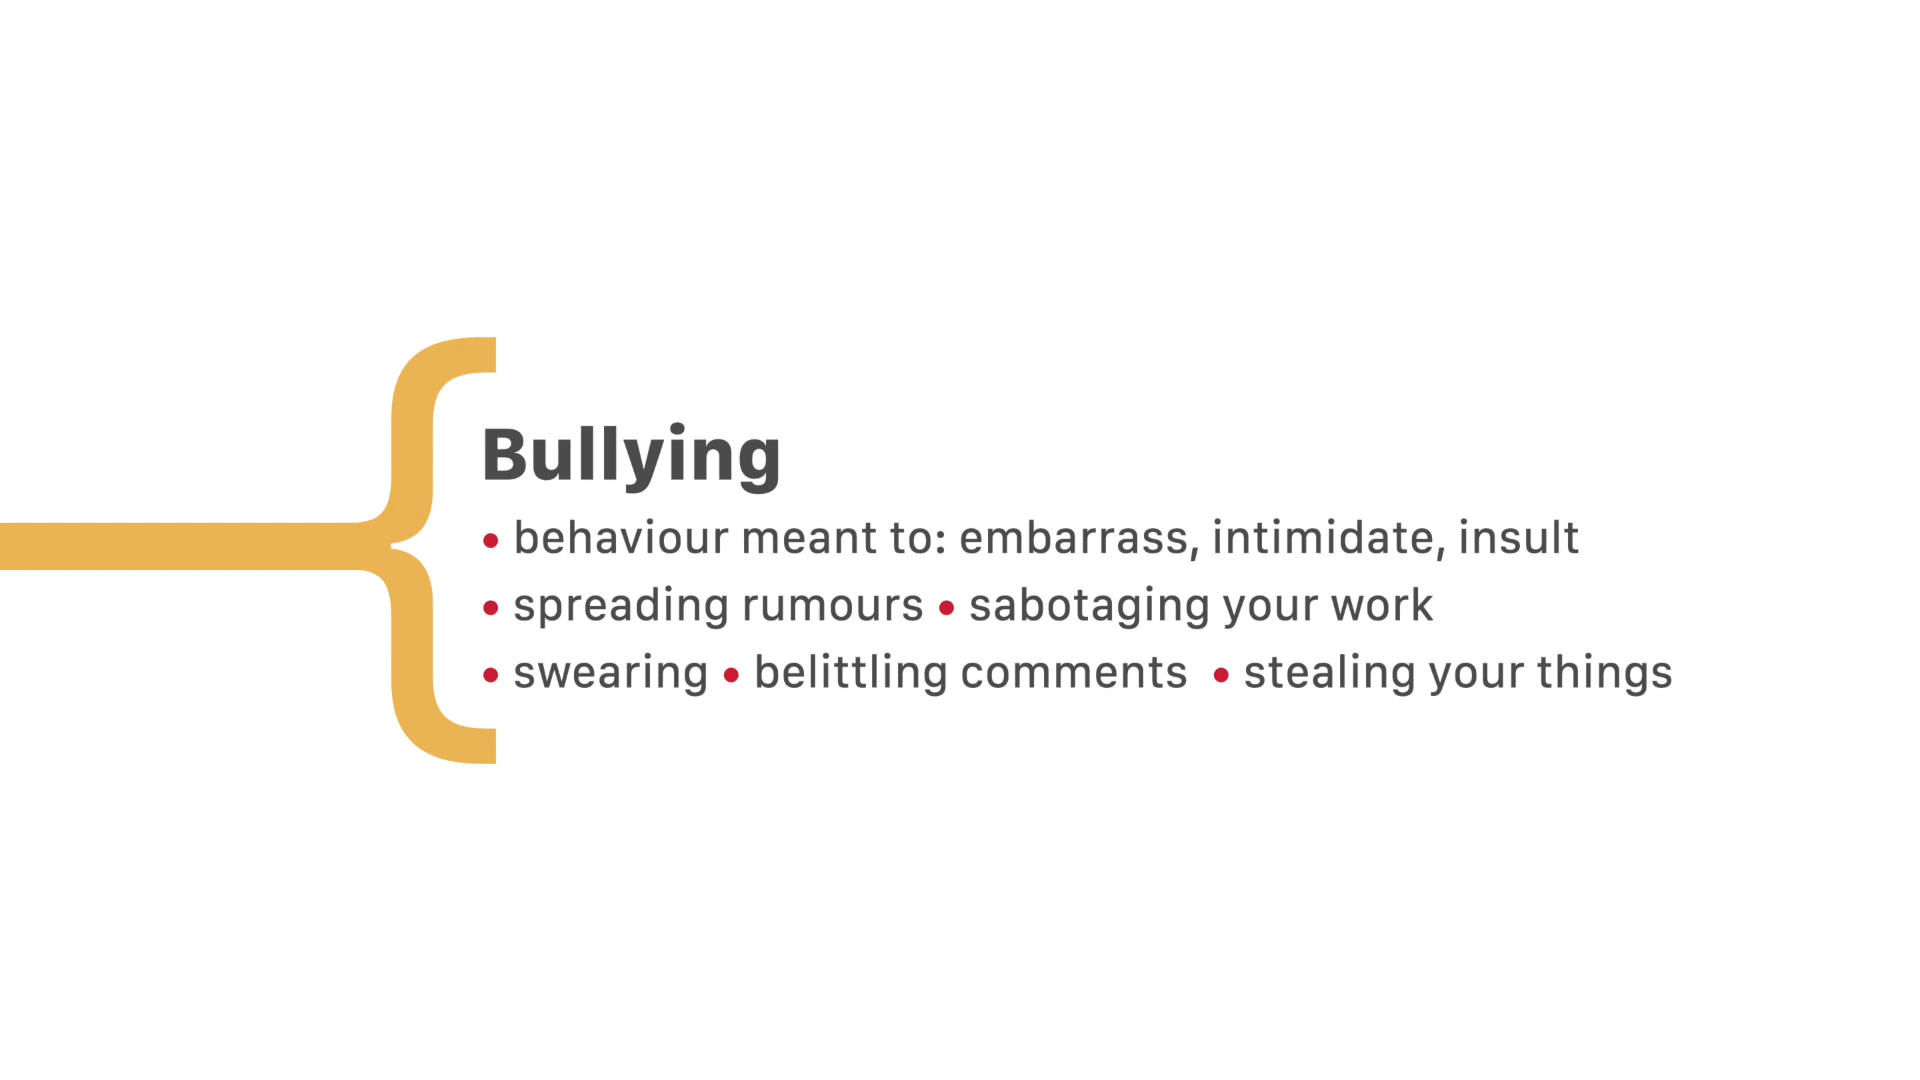 Bullying
• behaviour meant to: embarrass, intimidate, insult
• spreading rumours • sabotaging your work
• swearing • belittling comments • stealing your things